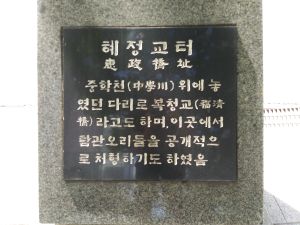 혜정교터
惠政橋址
중학천(中學川) 위에 놓
였던 다리로 복청교(福淸
橋)라고도 하며, 이곳에서
탐관오리들을 공개적으
로 처형하기도 하였음